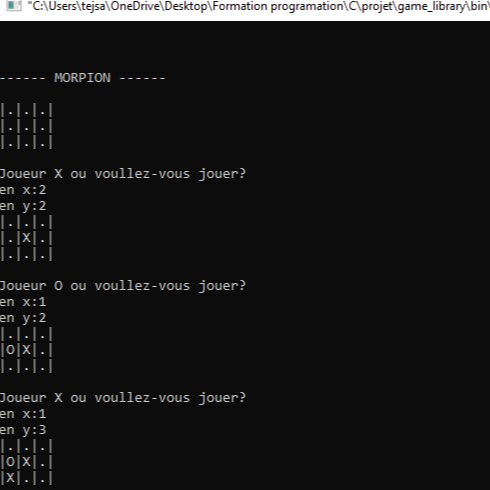 "C:\Users\tejsa\OneDrive\Desktop\Formation programation\C\projet\game_library\bin\
------ MORPION ------
|.|.|.|
|.|.|.|
|.|.|.|
Joueur X ou voullez-vous jouer?
en x:2
en y:2
|.|.|.|
|.|X|.|
|.|.|.|
Joueur O ou voullez-vous jouer?
en x:1
en y:2
|.|.|.|
|O|X|.|
|.|.|.|
Joueur X ou voullez-vous jouer?
en x:1
en y:3
|.|.|.|
|O|X|.|
|X|.|.|